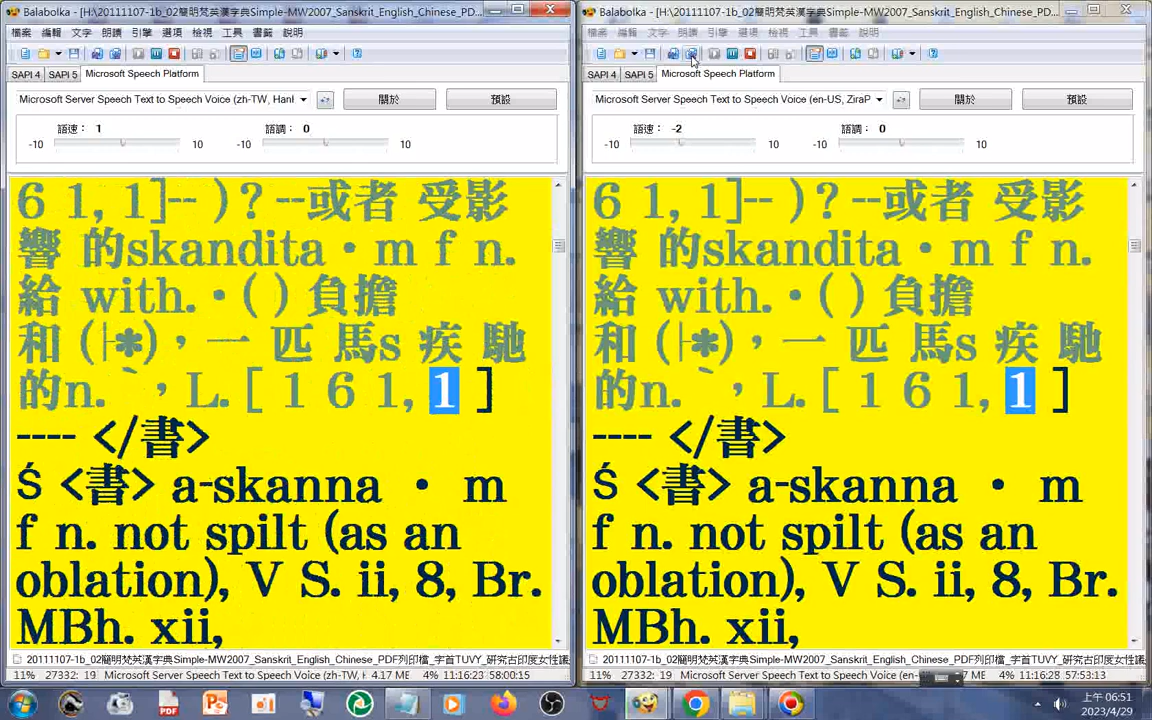 Balabolka - [H:\20111107-1b_02簡明梵英漢字典Simple-MW2007_Sanskrit_English_Chinese_PD...
檔案 編輯 文字 朗讀 引擎 選項 檢視 工具 書籤 說明
SAPI 4 SAPI 5 Microsoft Speech Platform
Microsoft Server Speech Text to Speech Voice (zh-TW, Hanl
關於 預設
語速： 1 語調： 0
-10 10 -10 10
6 1, 1]-- )? --或者 受影
響 的skandita・m f n.
給 with.・( ) 負擔
和 (├✽)，一 匹 馬s 疾 馳
的n. ｀，L. [ 1 6 1, 1 ]
---- </書>
Ś <書> a-skanna ・ m
f n. not spilt (as an
oblation), V S. ii, 8, Br.
MBh. xii,
20111107-1b_02簡明梵英漢字典Simple-MW2007_Sanskrit_English_Chinese_PDF列印檔_字首TUVY_研究古印度女性議
11% 27332: 19 Microsoft Server Speech Text to Speech Voice (zh-TW, H 4.17 ME 4% 4:16:23 58:00:15
Balabolka - [H:\20111107-1b_02簡明梵英漢字典Simple-MW2007_Sanskrit_English_Chinese_PD...
檔案 編輯 文字 朗讀 引擎 選項 檢視 工具 書籤 說明
SAPI 4 SAPI 5 Microsoft Speech Platform
Microsoft Server Speech Text to Speech Voice (en-US, ZiraP
關於 預設
語速： -2 語調： 0
-10 10 -10 10
6 1, 1]-- )? --或者 受影
響 的skandita・m f n.
給 with.・( ) 負擔
和 (├✽)，一 匹 馬s 疾 馳
的n. ｀，L. [ 1 6 1, 1 ]
---- </書>
Ś <書> a-skanna ・ m
f n. not spilt (as an
oblation), V S. ii, 8, Br.
MBh. xii,
20111107-1b_02簡明梵英漢字典Simple-MW2007_Sanskrit_English_Chinese_PDF列印檔_字首TUVY_研究古印度女性議
11% 27332: 19 Microsoft Server Speech Text to Speech Voice (en- 4% 11:16:28 57:53:13
PDF
上午 06:51
2023/4/29